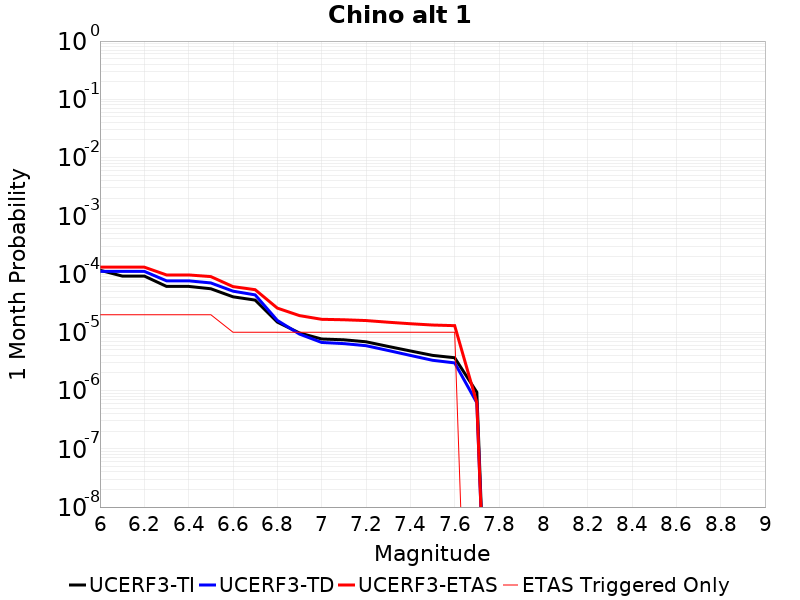 Chino alt 1
1 Month Probability
10^0
10^-1
10^-2
10^-3
10^-4
10^-5
10^-6
10^-7
10^-8
6 6.2 6.4 6.6 6.8 7 7.2 7.4 7.6 7.8 8 8.2 8.4 8.6 8.8 9
Magnitude
UCERF3-TI UCERF3-TD UCERF3-ETAS ETAS Triggered Only